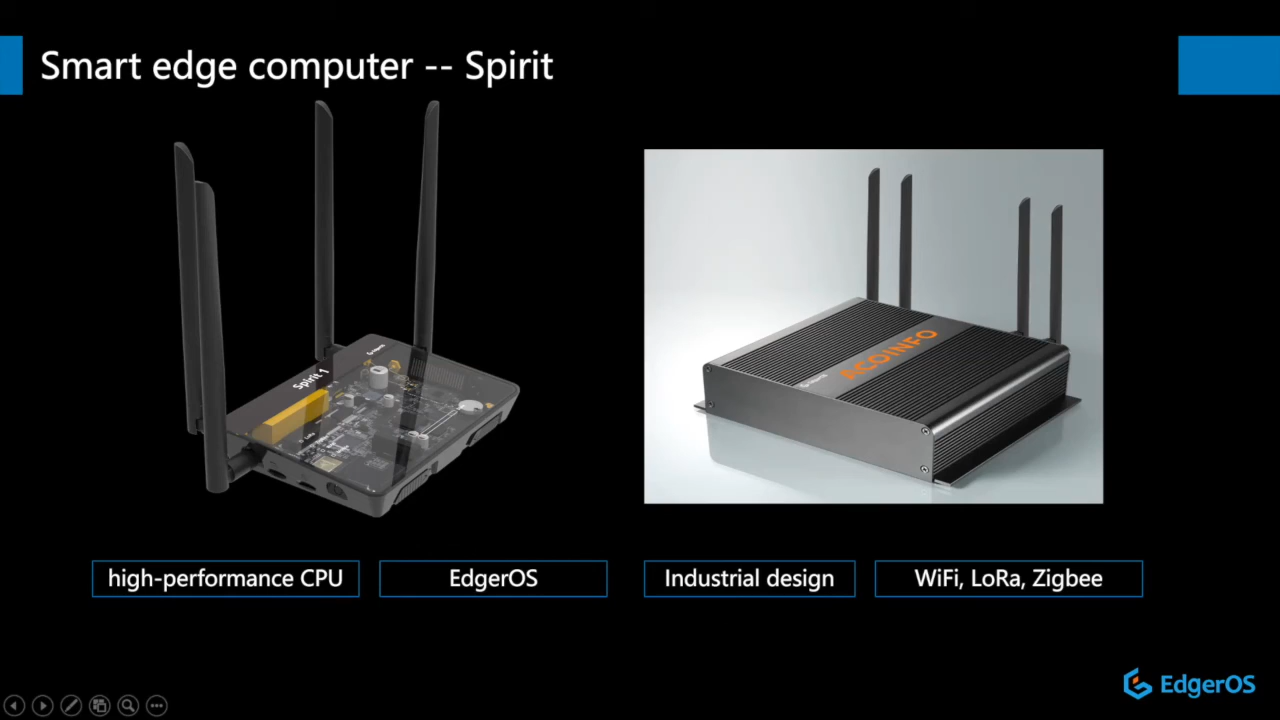 Smart edge computer -- Spirit
Spirit 1
ACOINFO
high-performance CPU
EdgerOS
Industrial design
WiFi, LoRa, Zigbee
EdgerOS